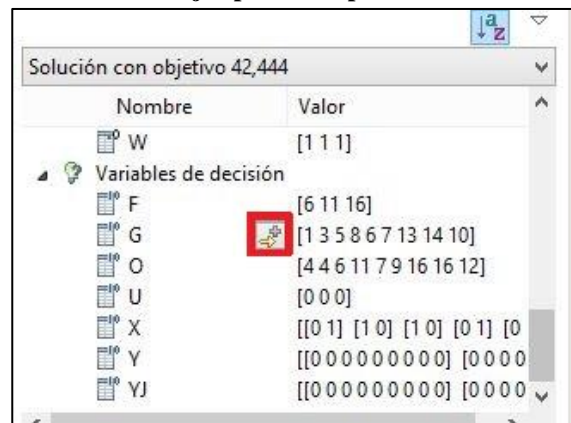 Solución con objetivo 42,444
Nombre Valor
W [1 1 1]
Variables de decisión
F [6 11 16]
G [1 3 5 8 6 7 13 14 10]
O [4 4 6 11 7 9 16 16 12]
U [0 0 0]
X [[0 1] [1 0] [1 0] [0 1] [0
Y [[0 0 0 0 0 0 0 0 0] [0 0 0 0
YJ [[0 0 0 0 0 0 0 0 0] [0 0 0 0